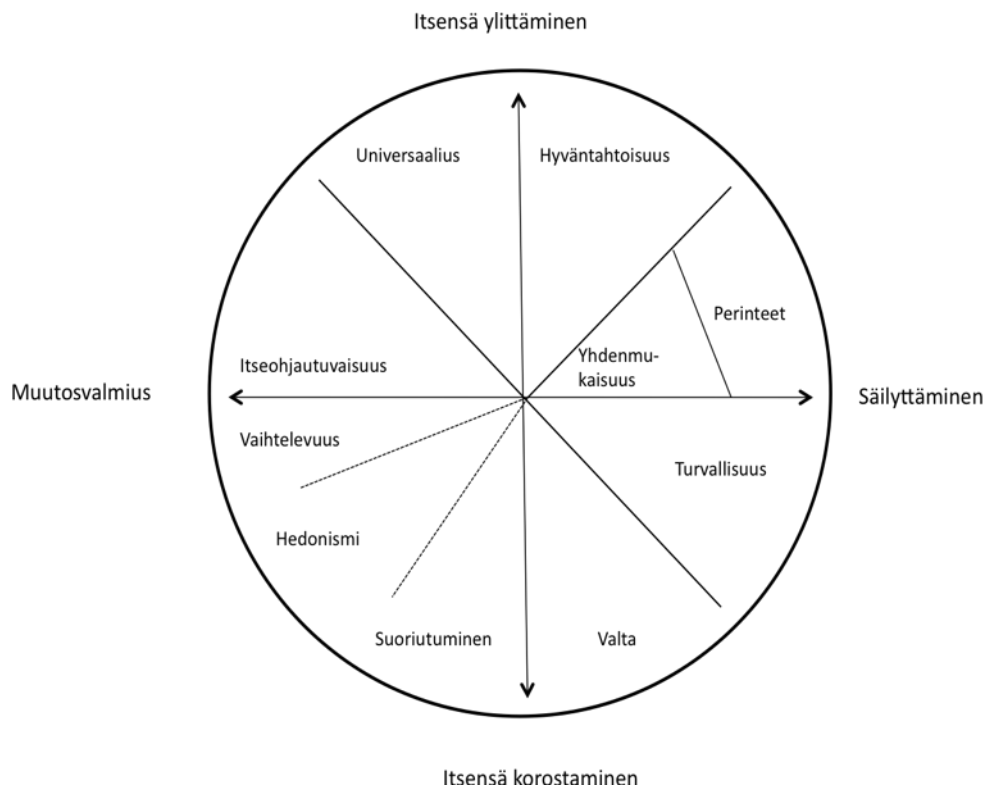 Itsensä ylittäminen
Universaalius
Hyväntahtoisuus
Perinteet
Yhdenmu-
kaisuus
Itseohjautuvaisuus
Muutosvalmius
Säilyttäminen
Vaihtelevuus
Turvallisuus
Hedonismi
Suoriutuminen
Valta
Itsensä korostaminen